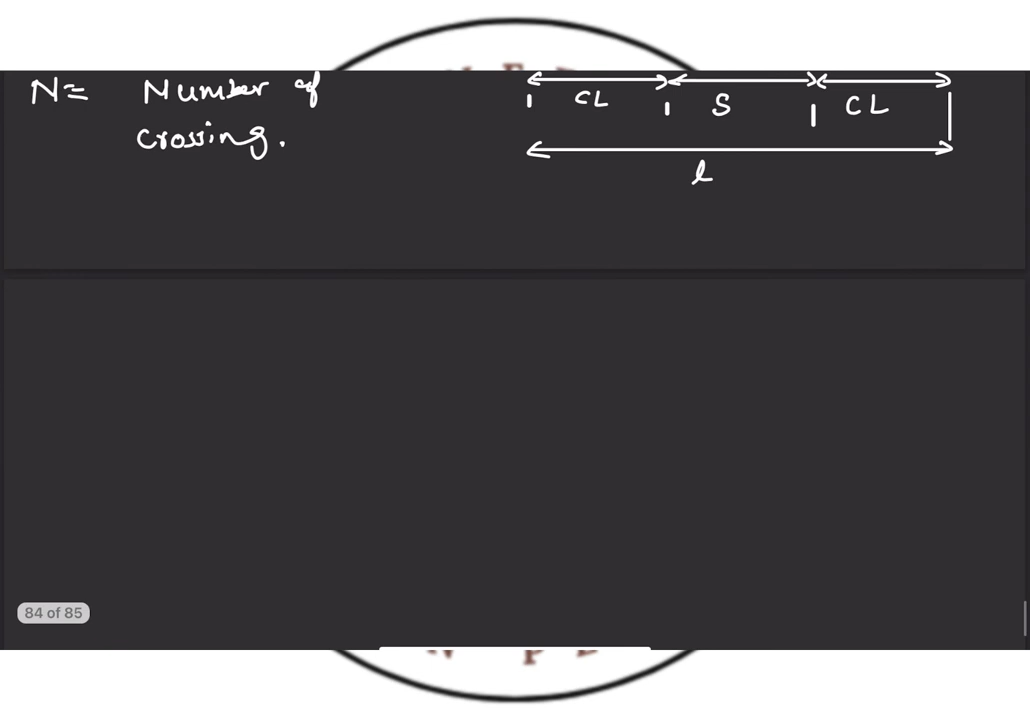 N = Number of
crossing.
CL S CL
l
84 of 85